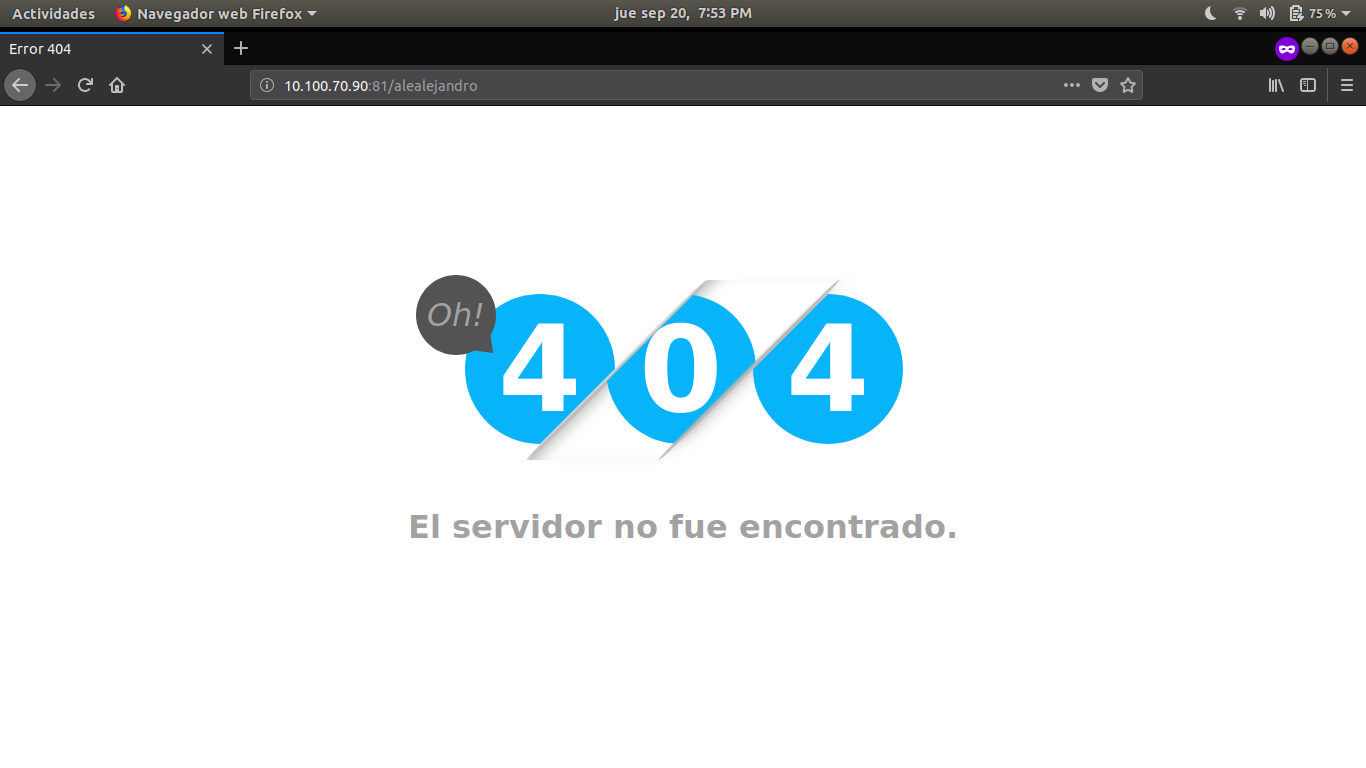 Actividades Navegador web Firefox jue sep 20, 7:53 PM 75 %
Error 404
10.100.70.90:81/alealejandro
Oh!
404
El servidor no fue encontrado.